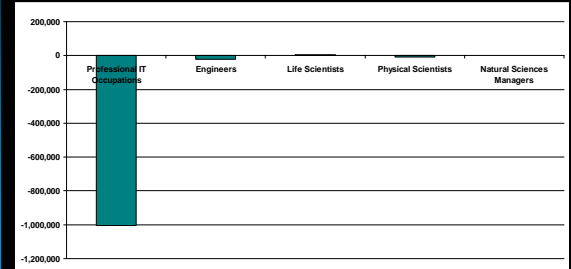 200,000
0
Professional IT Occupations
Engineers
Life Scientists
Physical Scientists
Natural Sciences Managers
-200,000
-400,000
-600,000
-800,000
-1,000,000
-1,200,000